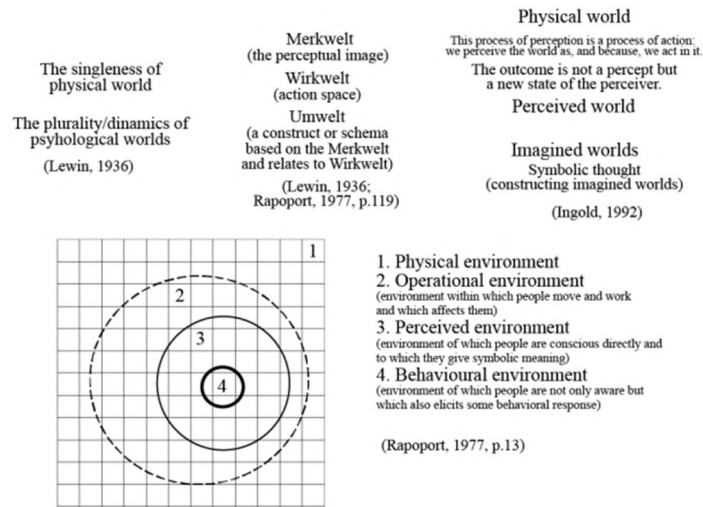 The singleness of
physical world
The plurality/dinamics of
psyhological worlds
(Lewin, 1936)
Merkwelt
(the perceptual image)
Wirkwelt
(action space)
Umwelt
(a construct or schema
based on the Merkwelt
and relates to Wirkwelt)
(Lewin, 1936;
Rapoport, 1977, p.119)
Physical world
This process of perception is a process of action:
we perceive the world as, and because, we act in it.
The outcome is not a percept but
a new state of the perceiver.
Perceived world
Imagined worlds
Symbolic thought
(constructing imagined worlds)
(Ingold, 1992)
1
2
3
4
1. Physical environment
2. Operational environment
(environment within which people move and work
and which affects them)
3. Perceived environment
(environment of which people are conscious directly and
to which they give symbolic meaning)
4. Behavioural environment
(environment of which people are not only aware but
which also elicits some behavioral response)
(Rapoport, 1977, p.13)